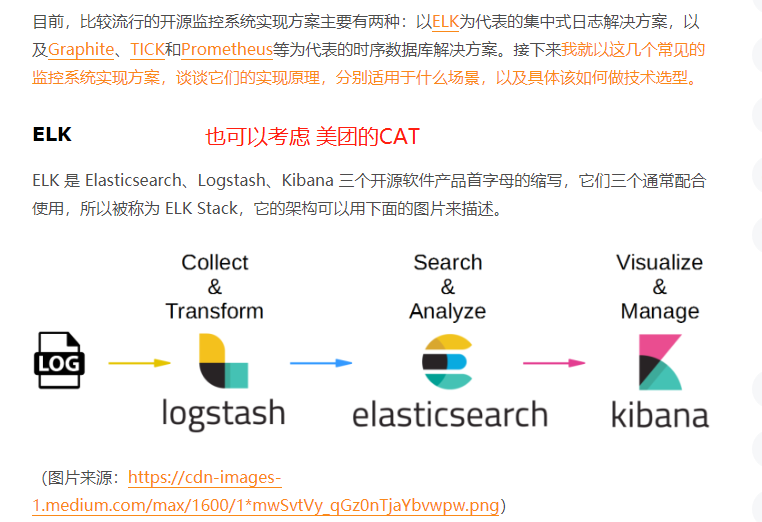 目前，比较流行的开源监控系统实现方案主要有两种：以ELK为代表的集中式日志解决方案，以
及Graphite、TICK和Prometheus等为代表的时序数据库解决方案。接下来我就以这几个常见的
监控系统实现方案，谈谈它们的实现原理，分别适用于什么场景，以及具体该如何做技术选型。
ELK
也可以考虑 美团的CAT
ELK 是 Elasticsearch、Logstash、Kibana 三个开源软件产品首字母的缩写，它们三个通常配合
使用，所以被称为 ELK Stack，它的架构可以用下面的图片来描述。
Collect
&
Transform
Search
&
Analyze
Visualize
&
Manage
LOG
logstash
elasticsearch
kibana
（图片来源：https://cdn-images-
1.medium.com/max/1600/1*mwSvtVy_qGz0nTjaYbvwpw.png）